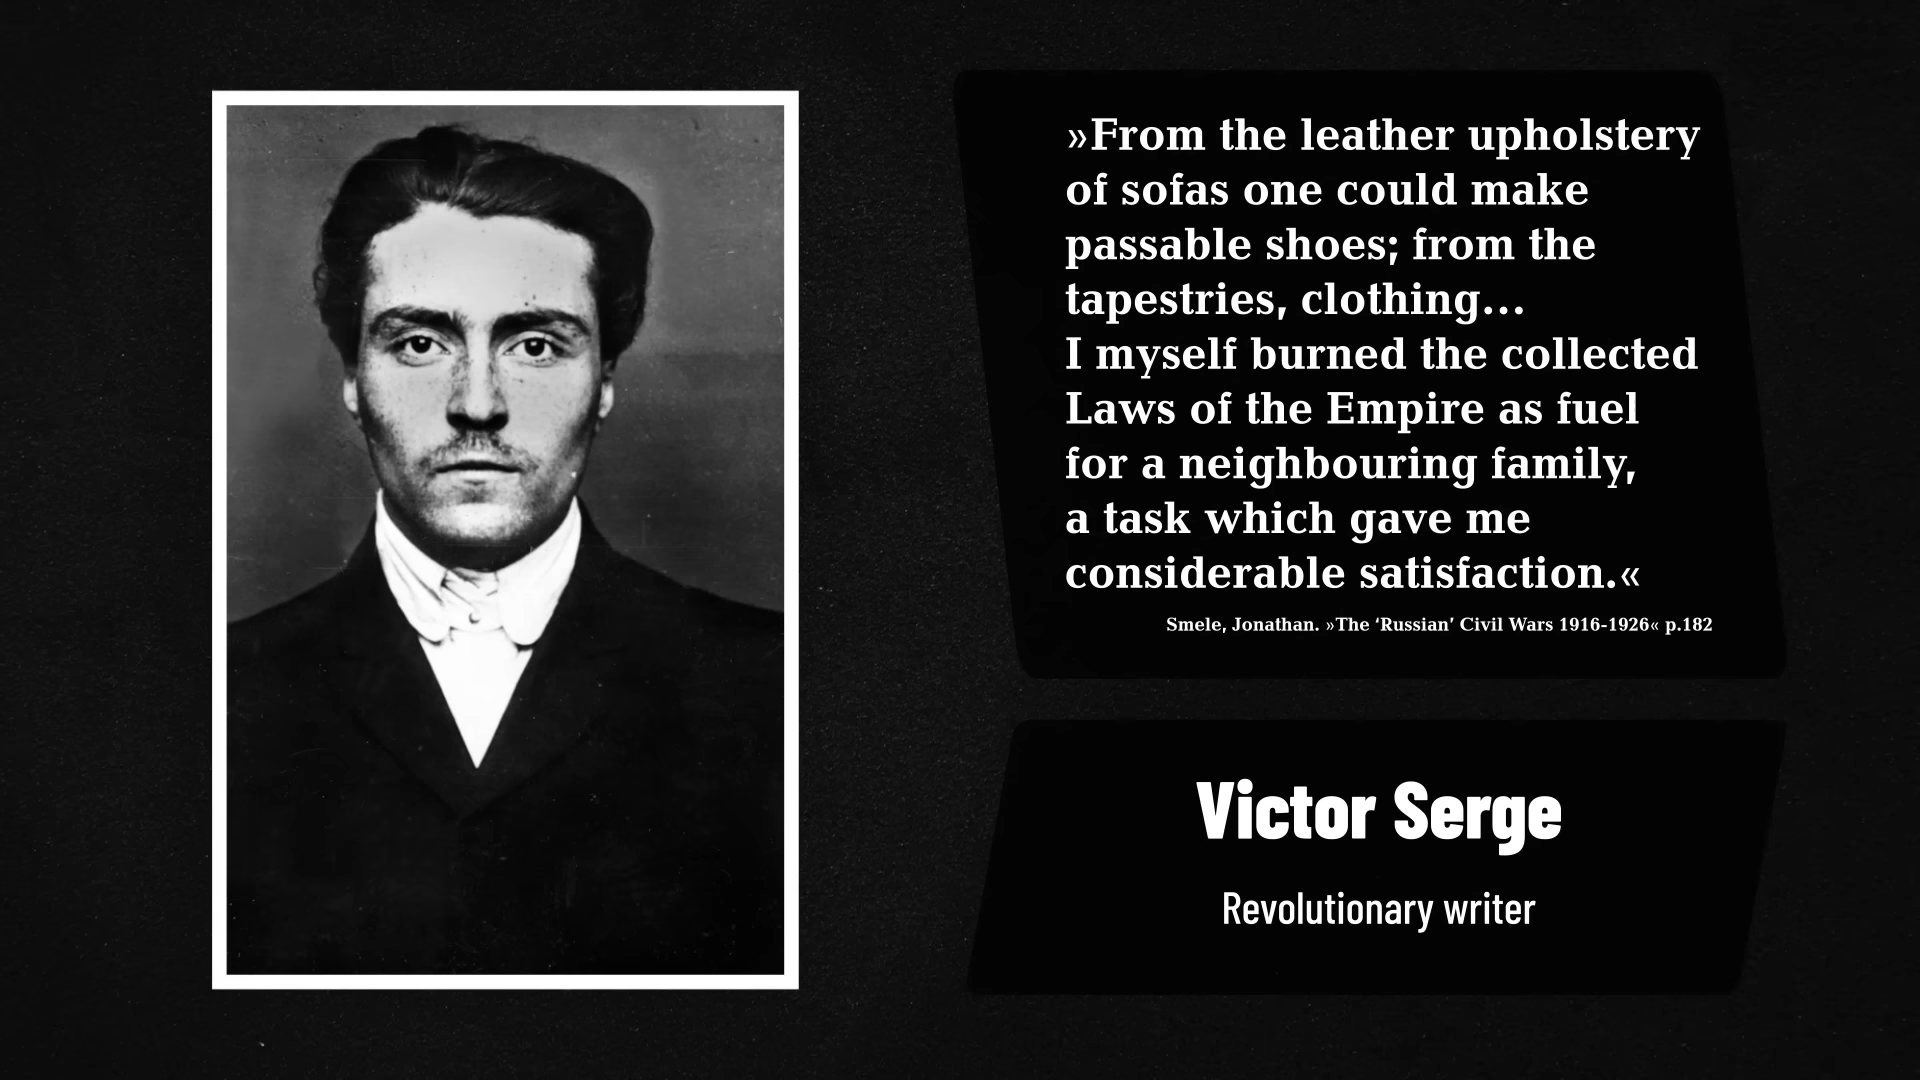 »From the leather upholstery
of sofas one could make
passable shoes; from the
tapestries, clothing...
I myself burned the collected
Laws of the Empire as fuel
for a neighbouring family,
a task which gave me
considerable satisfaction.«
Smele, Jonathan. »The ‘Russian’ Civil Wars 1916-1926« p.182
Victor Serge
Revolutionary writer